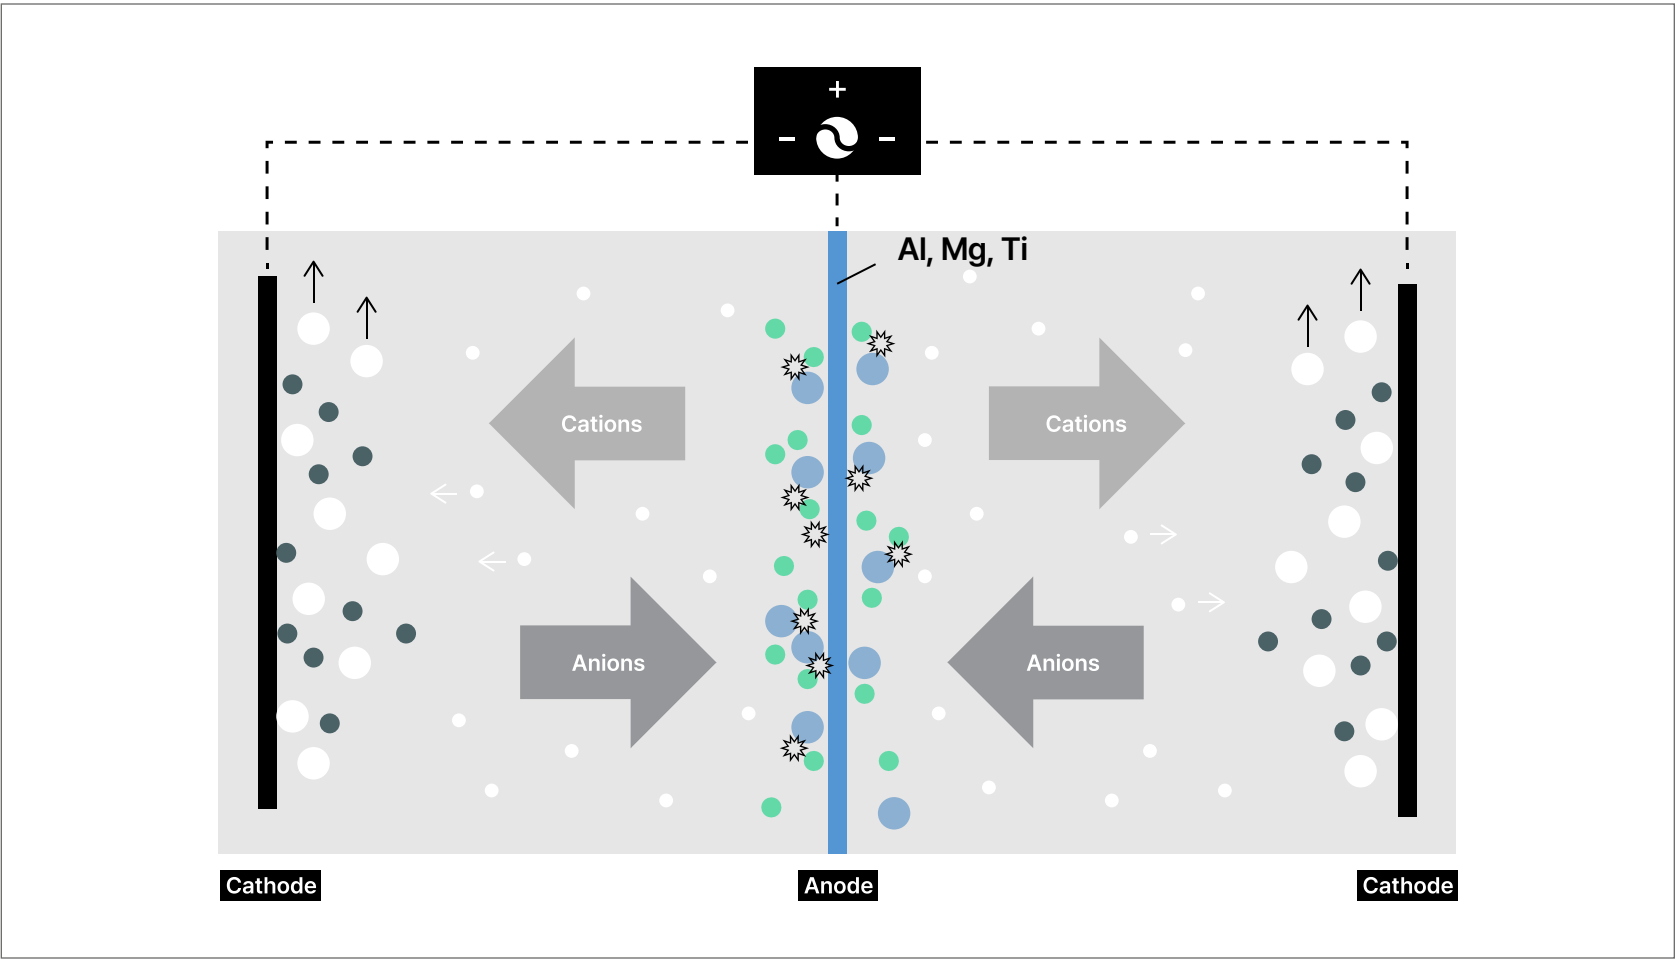 +
− −
Al, Mg, Ti
Cations
Cations
Anions
Anions
Cathode
Anode
Cathode